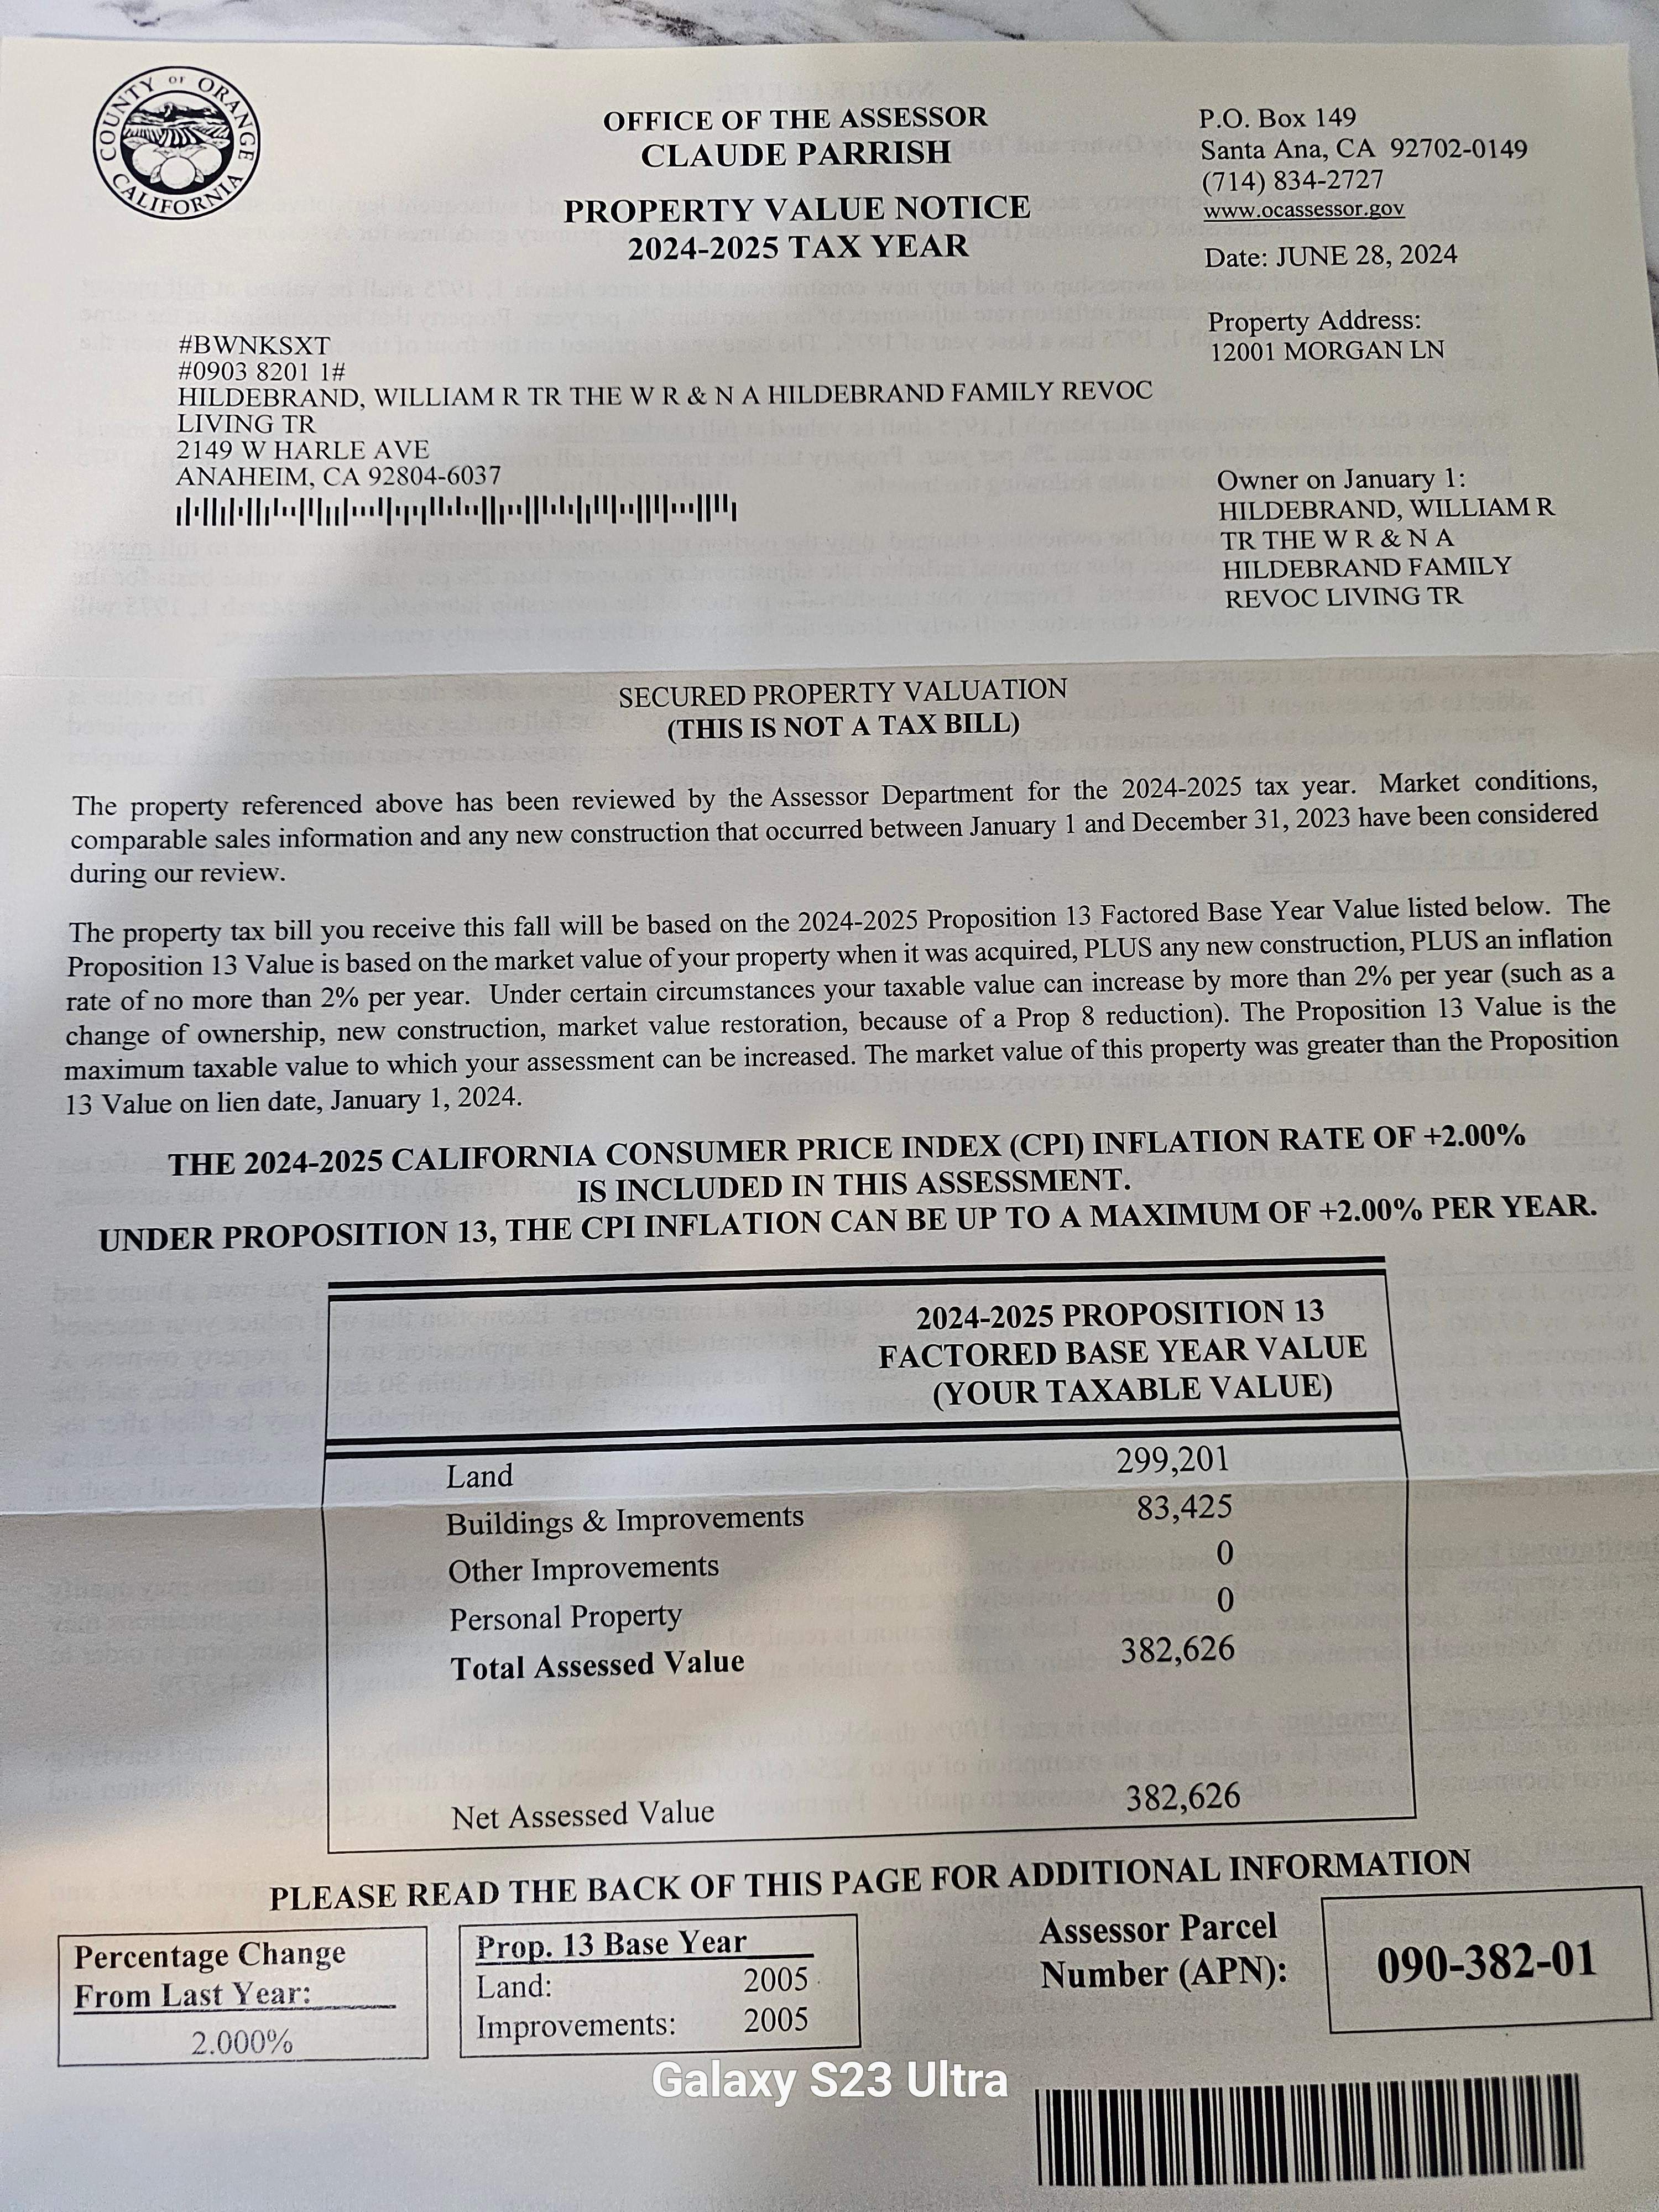 COUNTY OF ORANGE
CALIFORNIA
OFFICE OF THE ASSESSOR
CLAUDE PARRISH
PROPERTY VALUE NOTICE
2024-2025 TAX YEAR
P.O. Box 149
Santa Ana, CA 92702-0149
(714) 834-2727
www.ocassessor.gov
Date: JUNE 28, 2024
Property Address:
12001 MORGAN LN
#BWNKSXT
#0903 8201 1#
HILDEBRAND, WILLIAM R TR THE W R & N A HILDEBRAND FAMILY REVOC
LIVING TR
2149 W HARLE AVE
ANAHEIM, CA 92804-6037
Owner on January 1:
HILDEBRAND, WILLIAM R
TR THE W R & N A
HILDEBRAND FAMILY
REVOC LIVING TR
SECURED PROPERTY VALUATION
(THIS IS NOT A TAX BILL)
The property referenced above has been reviewed by the Assessor Department for the 2024-2025 tax year. Market conditions,
comparable sales information and any new construction that occurred between January 1 and December 31, 2023 have been considered
during our review.
The property tax bill you receive this fall will be based on the 2024-2025 Proposition 13 Factored Base Year Value listed below. The
Proposition 13 Value is based on the market value of your property when it was acquired, PLUS any new construction, PLUS an inflation
rate of no more than 2% per year. Under certain circumstances your taxable value can increase by more than 2% per year (such as a
change of ownership, new construction, market value restoration, because of a Prop 8 reduction). The Proposition 13 Value is the
maximum taxable value to which your assessment can be increased. The market value of this property was greater than the Proposition
13 Value on lien date, January 1, 2024.
THE 2024-2025 CALIFORNIA CONSUMER PRICE INDEX (CPI) INFLATION RATE OF +2.00%
IS INCLUDED IN THIS ASSESSMENT.
UNDER PROPOSITION 13, THE CPI INFLATION CAN BE UP TO A MAXIMUM OF +2.00% PER YEAR.
2024-2025 PROPOSITION 13
FACTORED BASE YEAR VALUE
(YOUR TAXABLE VALUE)
Land 299,201
Buildings & Improvements 83,425
Other Improvements 0
Personal Property 0
Total Assessed Value 382,626
Net Assessed Value 382,626
PLEASE READ THE BACK OF THIS PAGE FOR ADDITIONAL INFORMATION
Percentage Change
From Last Year:
2.000%
Prop. 13 Base Year
Land: 2005
Improvements: 2005
Assessor Parcel
Number (APN):
090-382-01
Galaxy S23 Ultra